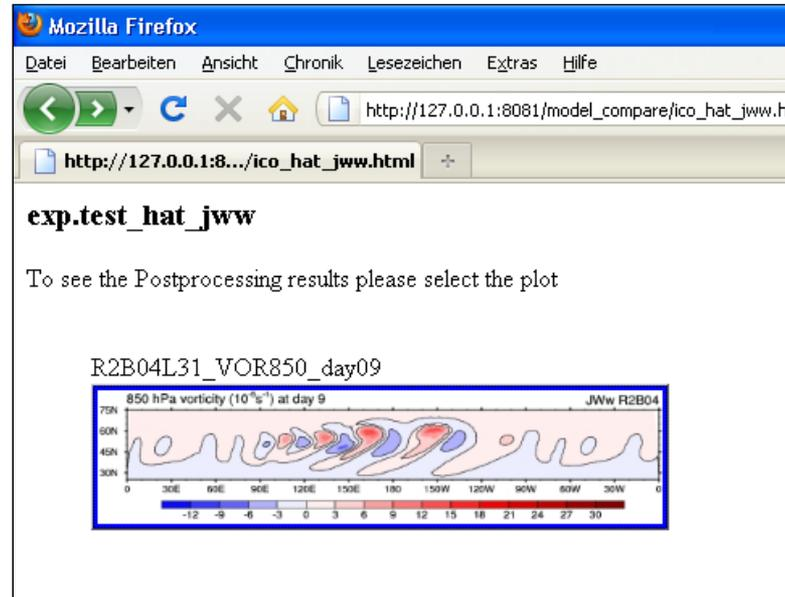 Mozilla Firefox
Datei Bearbeiten Ansicht Chronik Lesezeichen Extras Hilfe
http://127.0.0.1:8081/model_compare/ico_hat_jww.h
http://127.0.0.1:8.../ico_hat_jww.html
exp.test_hat_jww
To see the Postprocessing results please select the plot
R2B04L31_VOR850_day09
850 hPa vorticity (10⁻⁵s⁻¹) at day 9 JWw R2B04
75N
60N
45N
30N
0 30E 60E 90E 120E 150E 180 150W 120W 90W 60W 30W 0
-12 -9 -6 -3 0 3 6 9 12 15 18 21 24 27 30